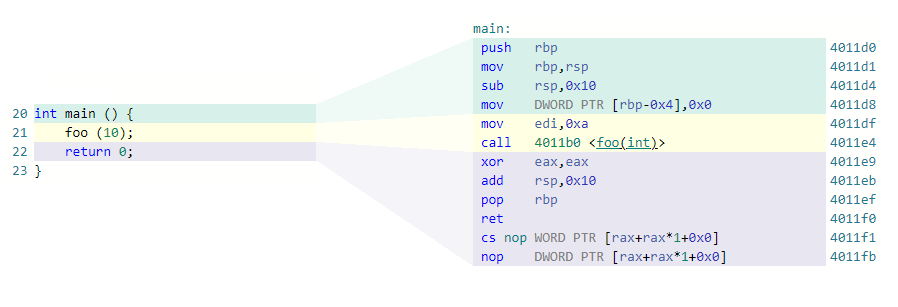 20 int main () {
21     foo (10);
22     return 0;
23 }
main:
push rbp 4011d0
mov rbp,rsp 4011d1
sub rsp,0x10 4011d4
mov DWORD PTR [rbp-0x4],0x0 4011d8
mov edi,0xa 4011df
call 4011b0 <foo(int)> 4011e4
xor eax,eax 4011e9
add rsp,0x10 4011eb
pop rbp 4011ef
ret 4011f0
cs nop WORD PTR [rax+rax*1+0x0] 4011f1
nop DWORD PTR [rax+rax*1+0x0] 4011fb